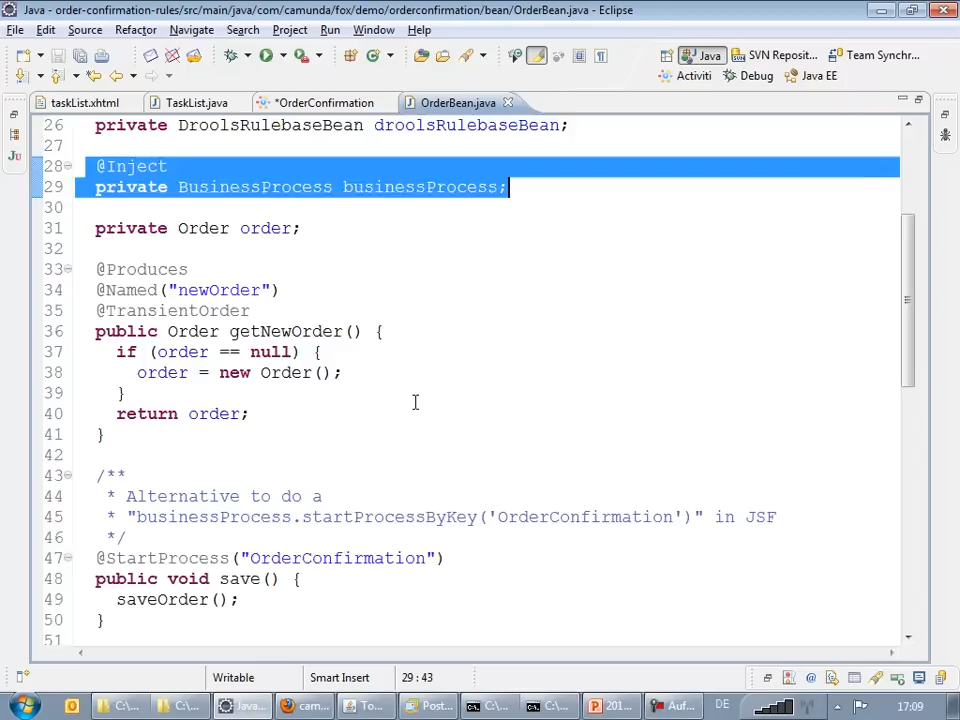 Java - order-confirmation-rules/src/main/java/com/camunda/fox/demo/orderconfirmation/bean/OrderBean.java - Eclipse
File Edit Source Refactor Navigate Search Project Run Window Help
Java SVN Reposit... Team Synchr...
Activiti Debug Java EE
taskList.xhtml TaskList.java *OrderConfirmation OrderBean.java
26 private DroolsRulebaseBean droolsRulebaseBean;
27
28 @Inject
29 private BusinessProcess businessProcess;
30
31 private Order order;
32
33 @Produces
34 @Named("newOrder")
35 @TransientOrder
36 public Order getNewOrder() {
37 if (order == null) {
38 order = new Order();
39 }
40 return order;
41 }
42
43 /**
44 * Alternative to do a
45 * "businessProcess.startProcessByKey('OrderConfirmation')" in JSF
46 */
47 @StartProcess("OrderConfirmation")
48 public void save() {
49 saveOrder();
50 }
51
Writable Smart Insert 29 : 43
C:\... C:\... Java... cam... To... Post... C:\... C:\... 201... Auf... DE 17:09